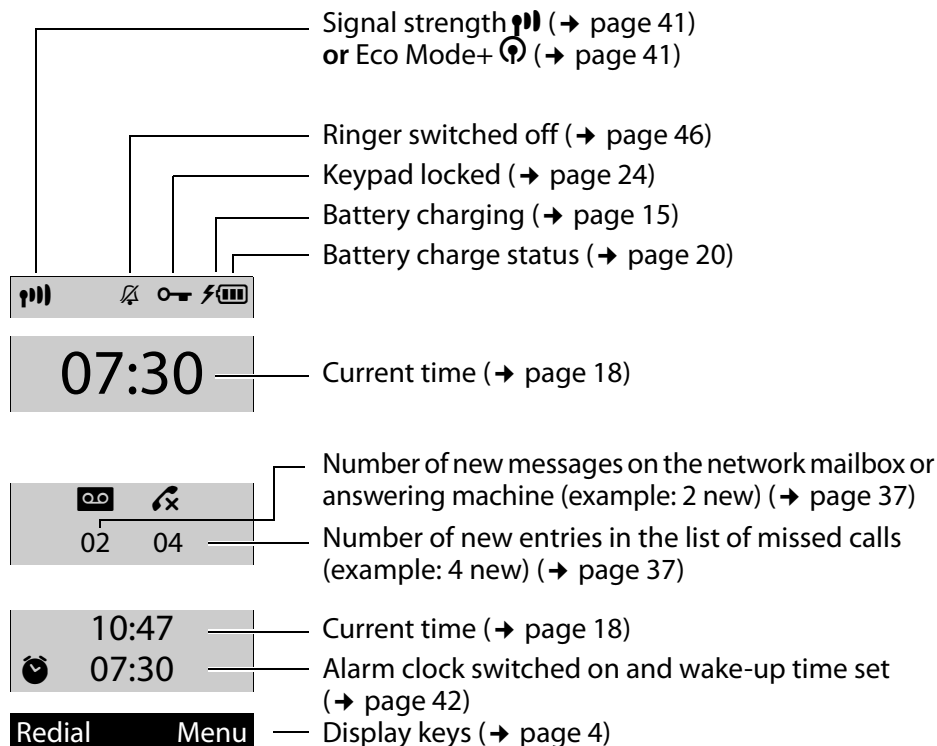 Signal strength (➔ page 41)
or Eco Mode+ (➔ page 41)
Ringer switched off (➔ page 46)
Keypad locked (➔ page 24)
Battery charging (➔ page 15)
Battery charge status (➔ page 20)
07:30
Current time (➔ page 18)
Number of new messages on the network mailbox or
answering machine (example: 2 new) (➔ page 37)
02 04
Number of new entries in the list of missed calls
(example: 4 new) (➔ page 37)
10:47
Current time (➔ page 18)
07:30
Alarm clock switched on and wake-up time set
(➔ page 42)
Redial Menu
Display keys (➔ page 4)